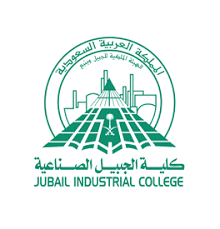 المملكة العربية السعودية
الهيئة الملكية للجبيل وينبع
كلية الجبيل الصناعية
JUBAIL INDUSTRIAL COLLEGE